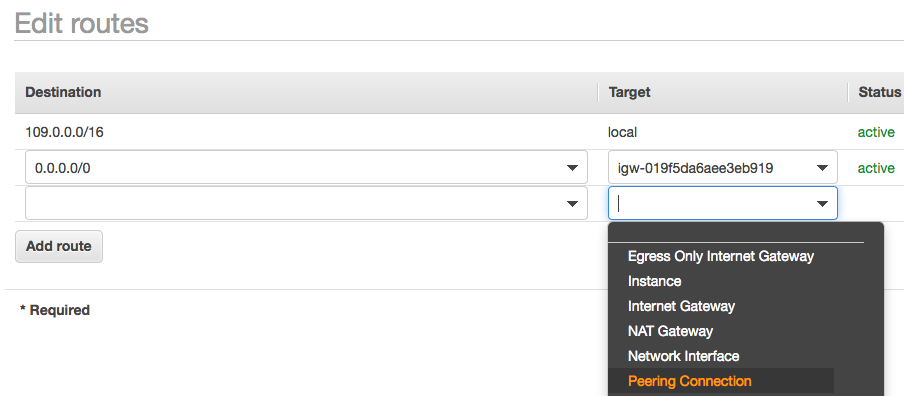 Edit routes
Destination Target Status
109.0.0.0/16 local active
0.0.0.0/0 igw-019f5da6aee3eb919 active
Add route
Egress Only Internet Gateway
Instance
* Required
Internet Gateway
NAT Gateway
Network Interface
Peering Connection